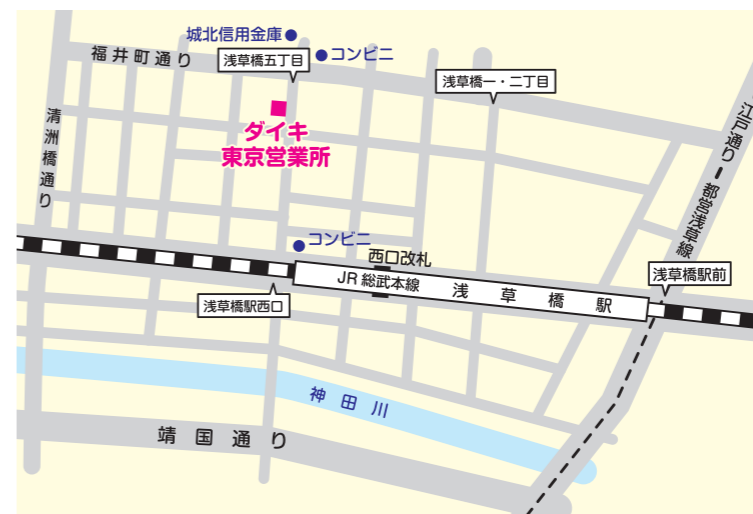 城北信用金庫
コンビニ
福井町通り
浅草橋五丁目
浅草橋一・二丁目
ダイキ
東京営業所
清洲橋通り
江戸通り
都営浅草線
コンビニ
西口改札
JR総武本線
浅草橋駅
浅草橋駅前
浅草橋駅西口
神田川
靖国通り